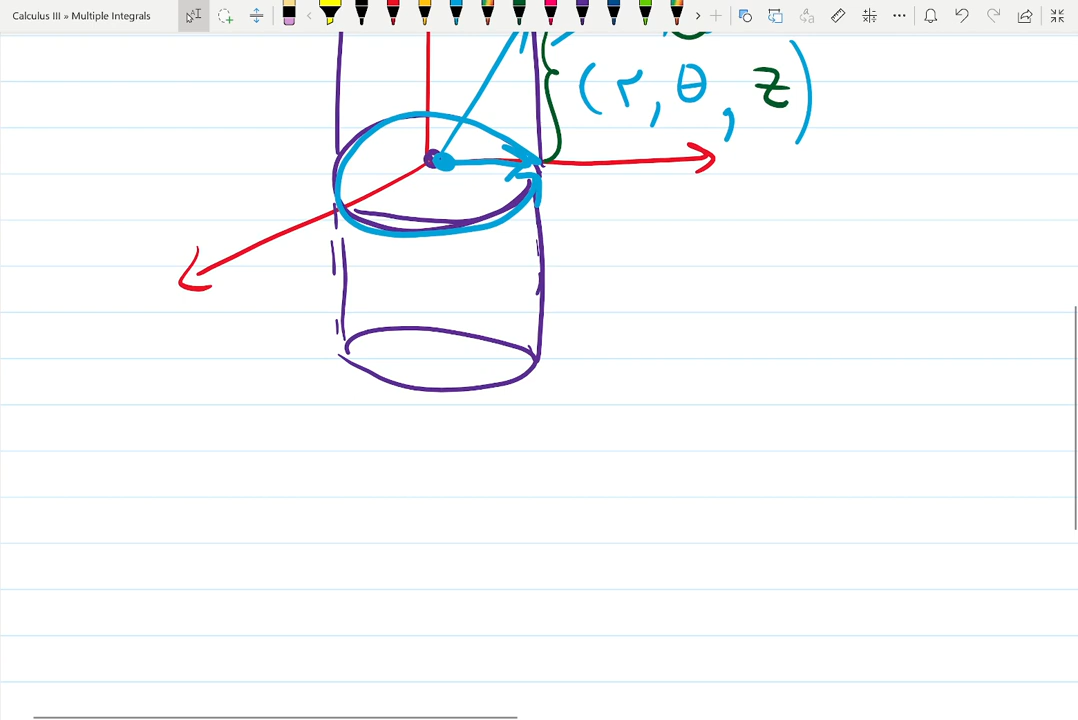 Calculus III » Multiple Integrals
(r, θ, z)